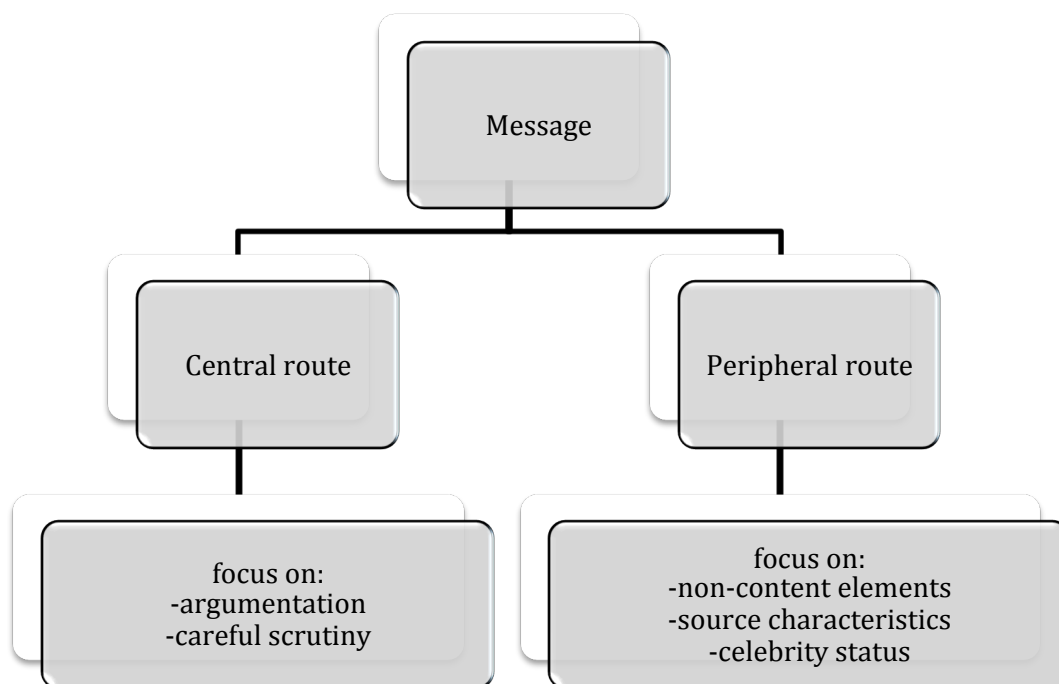 Message
Central route
Peripheral route
focus on:
-argumentation
-careful scrutiny
focus on:
-non-content elements
-source characteristics
-celebrity status